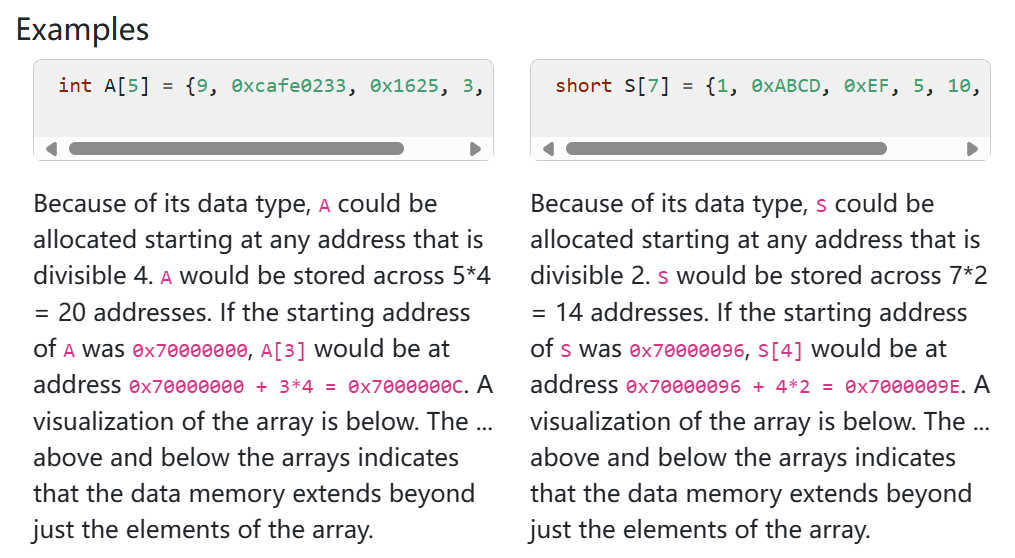 Examples
int A[5] = {9, 0xcafe0233, 0x1625, 3,
Because of its data type, A could be
allocated starting at any address that is
divisible 4. A would be stored across 5*4
= 20 addresses. If the starting address
of A was 0x70000000, A[3] would be at
address 0x70000000 + 3*4 = 0x7000000C. A
visualization of the array is below. The ...
above and below the arrays indicates
that the data memory extends beyond
just the elements of the array.
short S[7] = {1, 0xABCD, 0xEF, 5, 10,
Because of its data type, S could be
allocated starting at any address that is
divisible 2. S would be stored across 7*2
= 14 addresses. If the starting address
of S was 0x70000096, S[4] would be at
address 0x70000096 + 4*2 = 0x7000009E. A
visualization of the array is below. The ...
above and below the arrays indicates
that the data memory extends beyond
just the elements of the array.